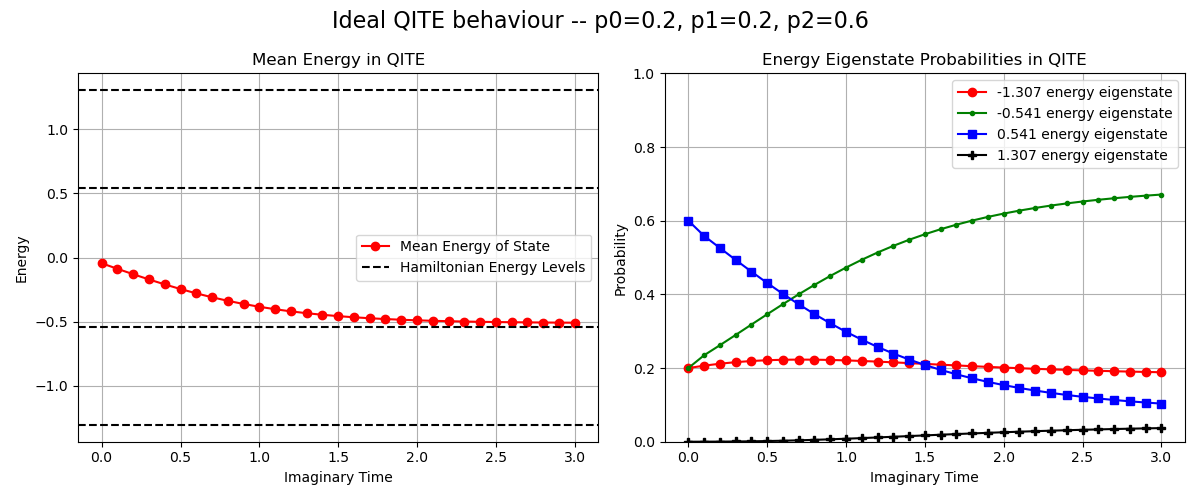 Ideal QITE behaviour -- p0=0.2, p1=0.2, p2=0.6
Mean Energy in QITE
Energy
1.0
0.5
0.0
−0.5
−1.0
Mean Energy of State
Hamiltonian Energy Levels
0.0 0.5 1.0 1.5 2.0 2.5 3.0
Imaginary Time
Energy Eigenstate Probabilities in QITE
Probability
1.0
0.8
0.6
0.4
0.2
0.0
-1.307 energy eigenstate
-0.541 energy eigenstate
0.541 energy eigenstate
1.307 energy eigenstate
0.0 0.5 1.0 1.5 2.0 2.5 3.0
Imaginary Time